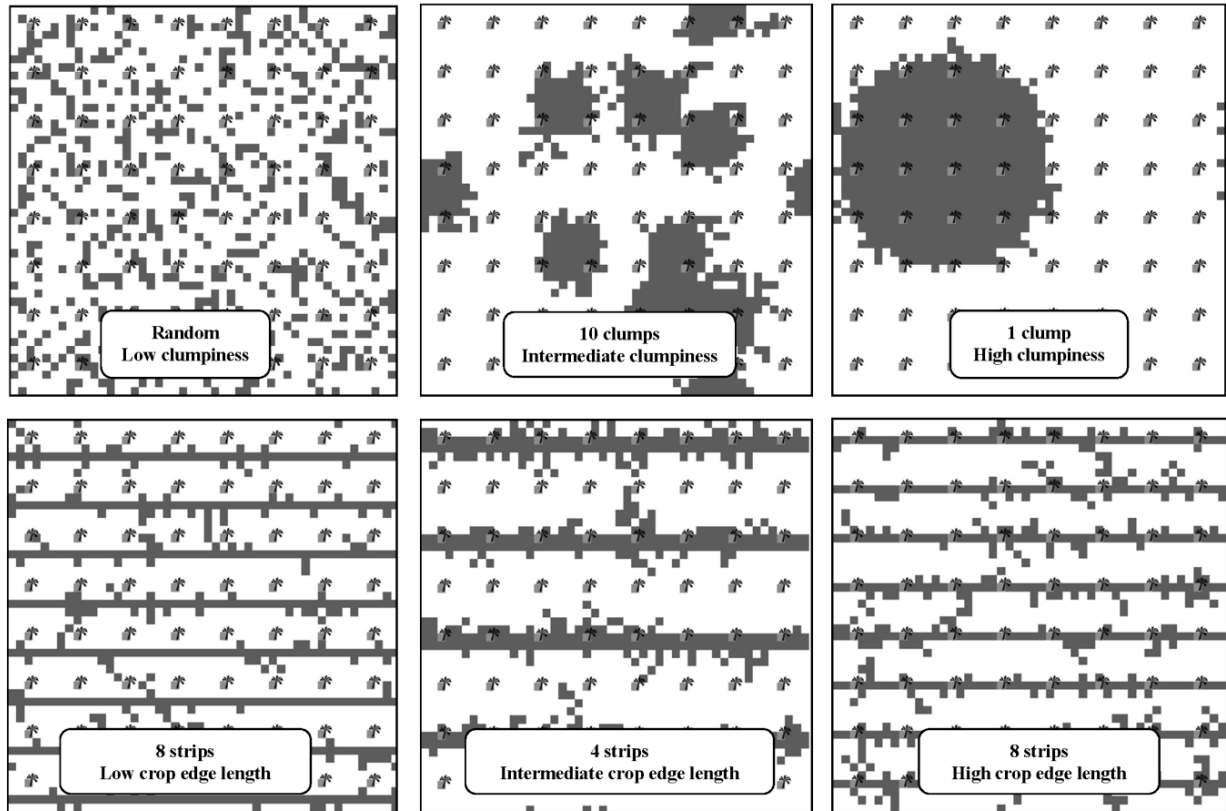 Random
Low clumpiness
10 clumps
Intermediate clumpiness
1 clump
High clumpiness
8 strips
Low crop edge length
4 strips
Intermediate crop edge length
8 strips
High crop edge length